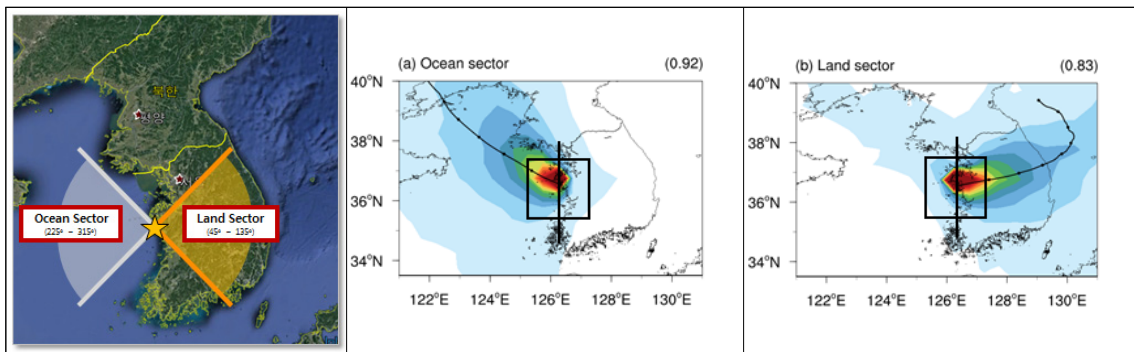 북한
평양
Ocean Sector
(225° – 315°)
Land Sector
(45° – 135°)
(a) Ocean sector
(0.92)
40°N
38°N
36°N
34°N
122°E
124°E
126°E
128°E
130°E
(b) Land sector
(0.83)
40°N
38°N
36°N
34°N
122°E
124°E
126°E
128°E
130°E